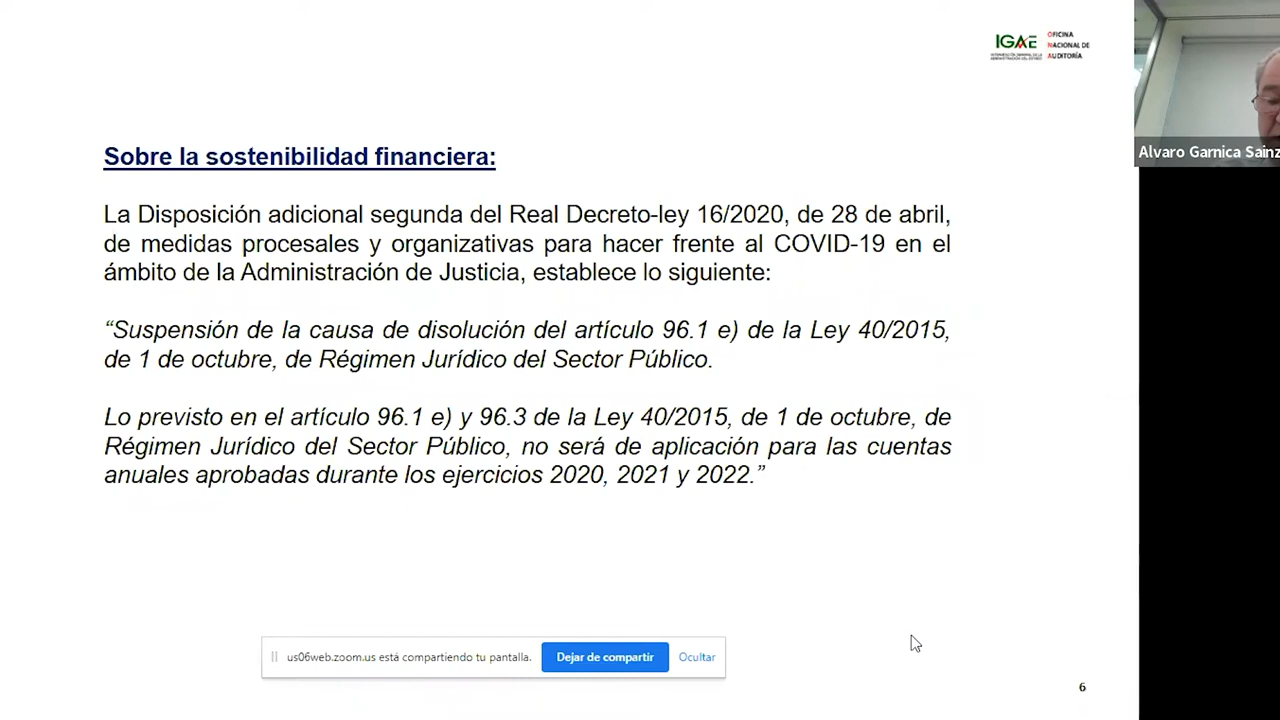 IGAE
OFICINA
NACIONAL DE
AUDITORÍA
Alvaro Garnica Sainz
Sobre la sostenibilidad financiera:
La Disposición adicional segunda del Real Decreto-ley 16/2020, de 28 de abril,
de medidas procesales y organizativas para hacer frente al COVID-19 en el
ámbito de la Administración de Justicia, establece lo siguiente:
“Suspensión de la causa de disolución del artículo 96.1 e) de la Ley 40/2015,
de 1 de octubre, de Régimen Jurídico del Sector Público.
Lo previsto en el artículo 96.1 e) y 96.3 de la Ley 40/2015, de 1 de octubre, de
Régimen Jurídico del Sector Público, no será de aplicación para las cuentas
anuales aprobadas durante los ejercicios 2020, 2021 y 2022.”
us06web.zoom.us está compartiendo tu pantalla.
Dejar de compartir
Ocultar
6